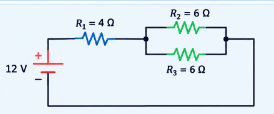 R₁ = 4 Ω
R₂ = 6 Ω
R₃ = 6 Ω
+
12 V
−